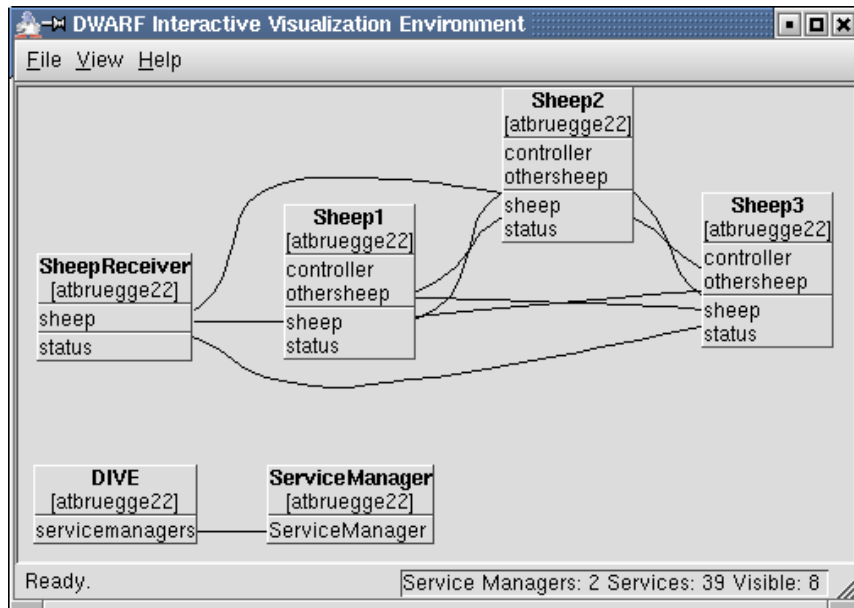 DWARF Interactive Visualization Environment
File View Help
Sheep2
[atbruegge22]
controller
othersheep
sheep
status
Sheep1
[atbruegge22]
controller
othersheep
sheep
status
Sheep3
[atbruegge22]
controller
othersheep
sheep
status
SheepReceiver
[atbruegge22]
sheep
status
DIVE
[atbruegge22]
servicemanagers
ServiceManager
[atbruegge22]
ServiceManager
Ready.
Service Managers: 2 Services: 39 Visible: 8